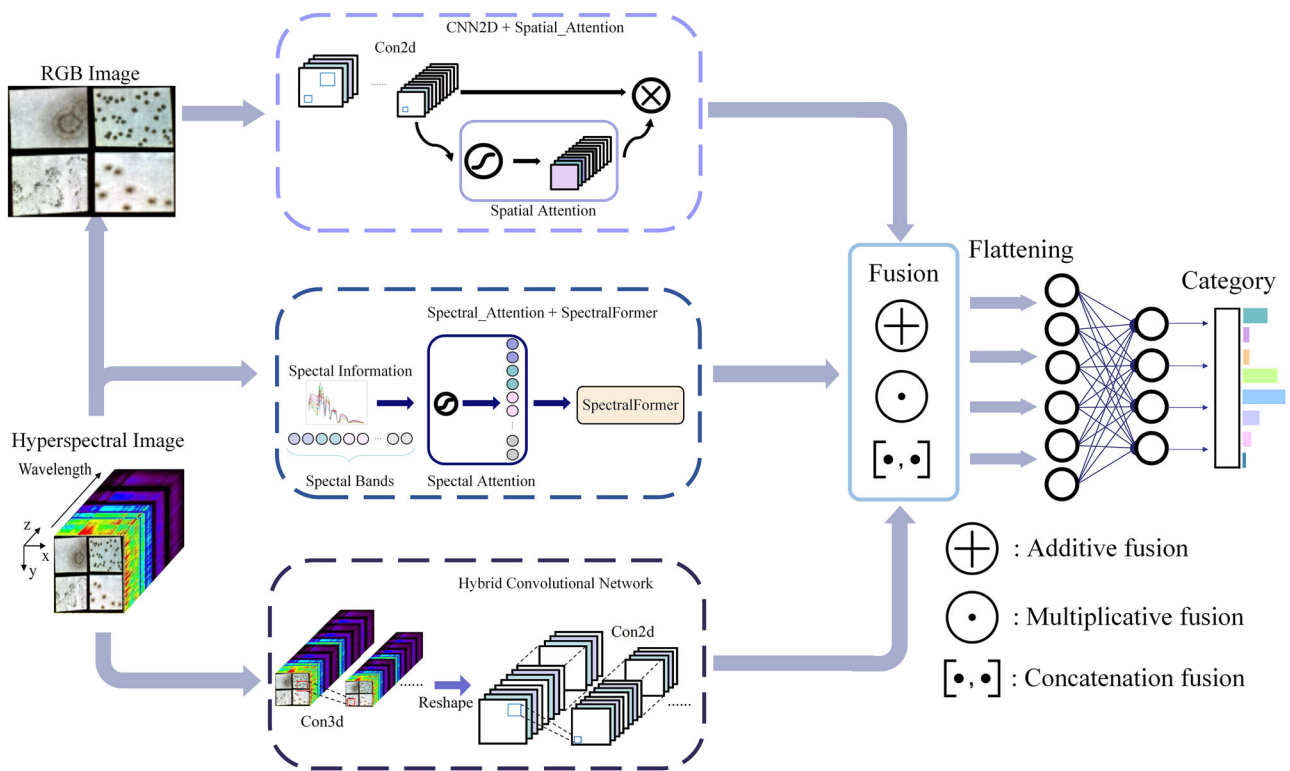 CNN2D + Spatial_Attention
Con2d
......
RGB Image
Spatial Attention
Spectral_Attention + SpectralFormer
Spectal Information
SpectralFormer
...
Spectal Bands
Spectal Attention
Hyperspectral Image
Wavelength
z
x
y
Hybrid Convolutional Network
Con2d
......
Reshape
......
Con3d
Fusion
[•,•]
Flattening
Category
: Additive fusion
: Multiplicative fusion
[•,•] : Concatenation fusion